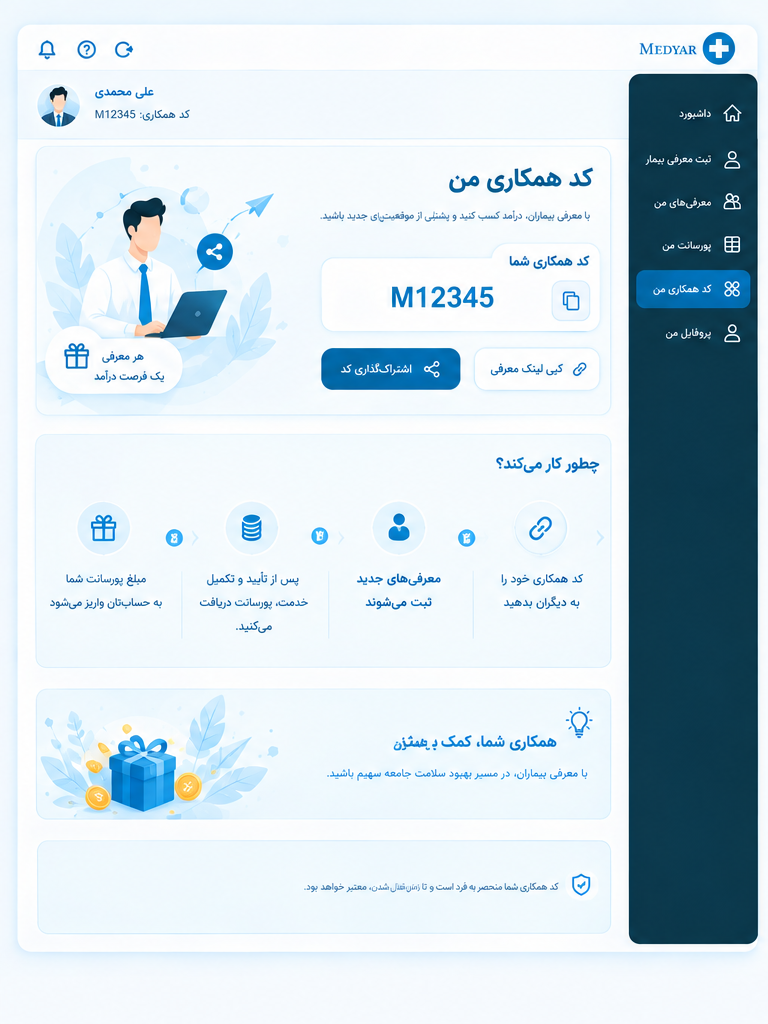 MEDYAR
داشبورد
ثبت معرفی بیمار
معرفی‌های من
پورسانت من
کد همکاری من
پروفایل من
علی محمدی
کد همکاری: M12345
کد همکاری من
با معرفی بیماران، درآمد کسب کنید و از جدید باشید.
کد همکاری شما
M12345
کپی لینک معرفی
اشتراک‌گذاری کد
هر معرفی
یک فرصت درآمد
چطور کار می‌کند؟
کد همکاری خود را
به دیگران بدهید
معرفی‌های جدید
ثبت می‌شوند
پس از تأیید و تکمیل
خدمت، پورسانت دریافت
می‌کنید.
مبلغ پورسانت شما
به حساب‌تان واریز می‌شود
همکاری شما، کمک
با معرفی بیماران، در مسیر بهبود سلامت جامعه سهیم باشید.
کد همکاری شما منحصر به فرد است و تا شدن، معتبر خواهد بود.